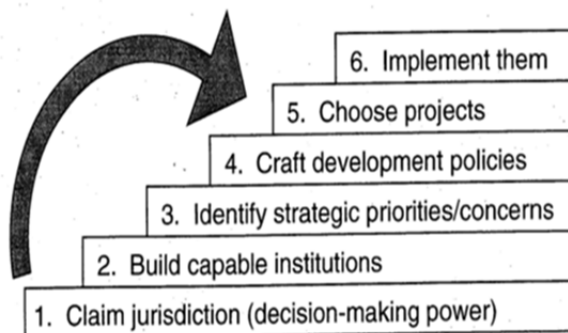 6. Implement them
5. Choose projects
4. Craft development policies
3. Identify strategic priorities/concerns
2. Build capable institutions
1. Claim jurisdiction (decision-making power)